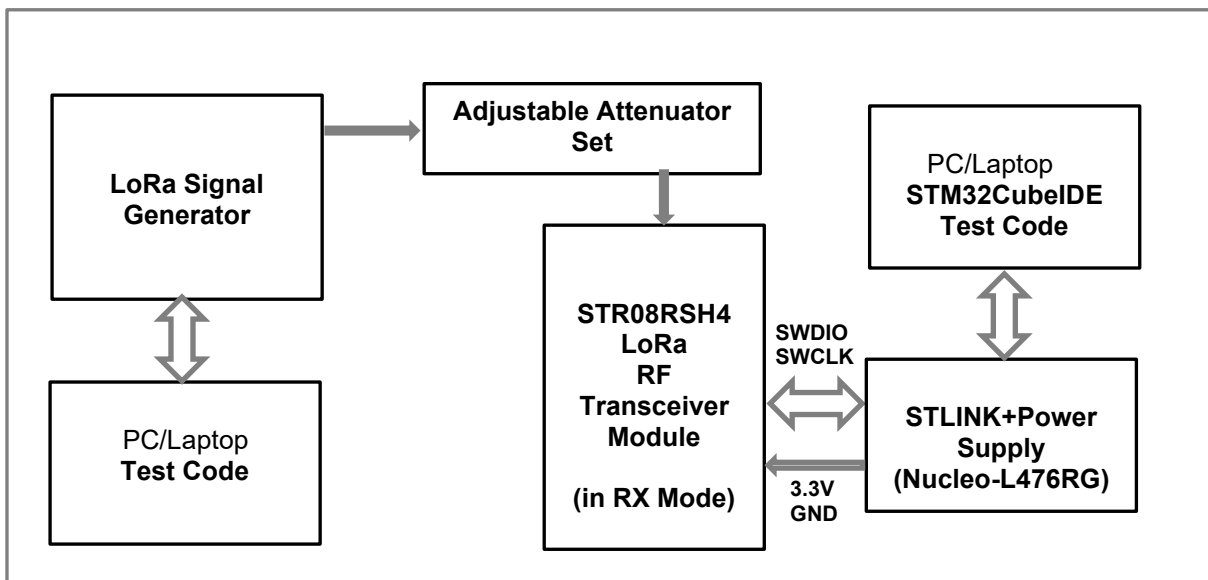 LoRa Signal
Generator
Adjustable Attenuator
Set
PC/Laptop
STM32CubeIDE
Test Code
STR08RSH4
LoRa
RF
Transceiver
Module
(in RX Mode)
SWDIO
SWCLK
3.3V
GND
PC/Laptop
Test Code
STLINK+Power
Supply
(Nucleo-L476RG)